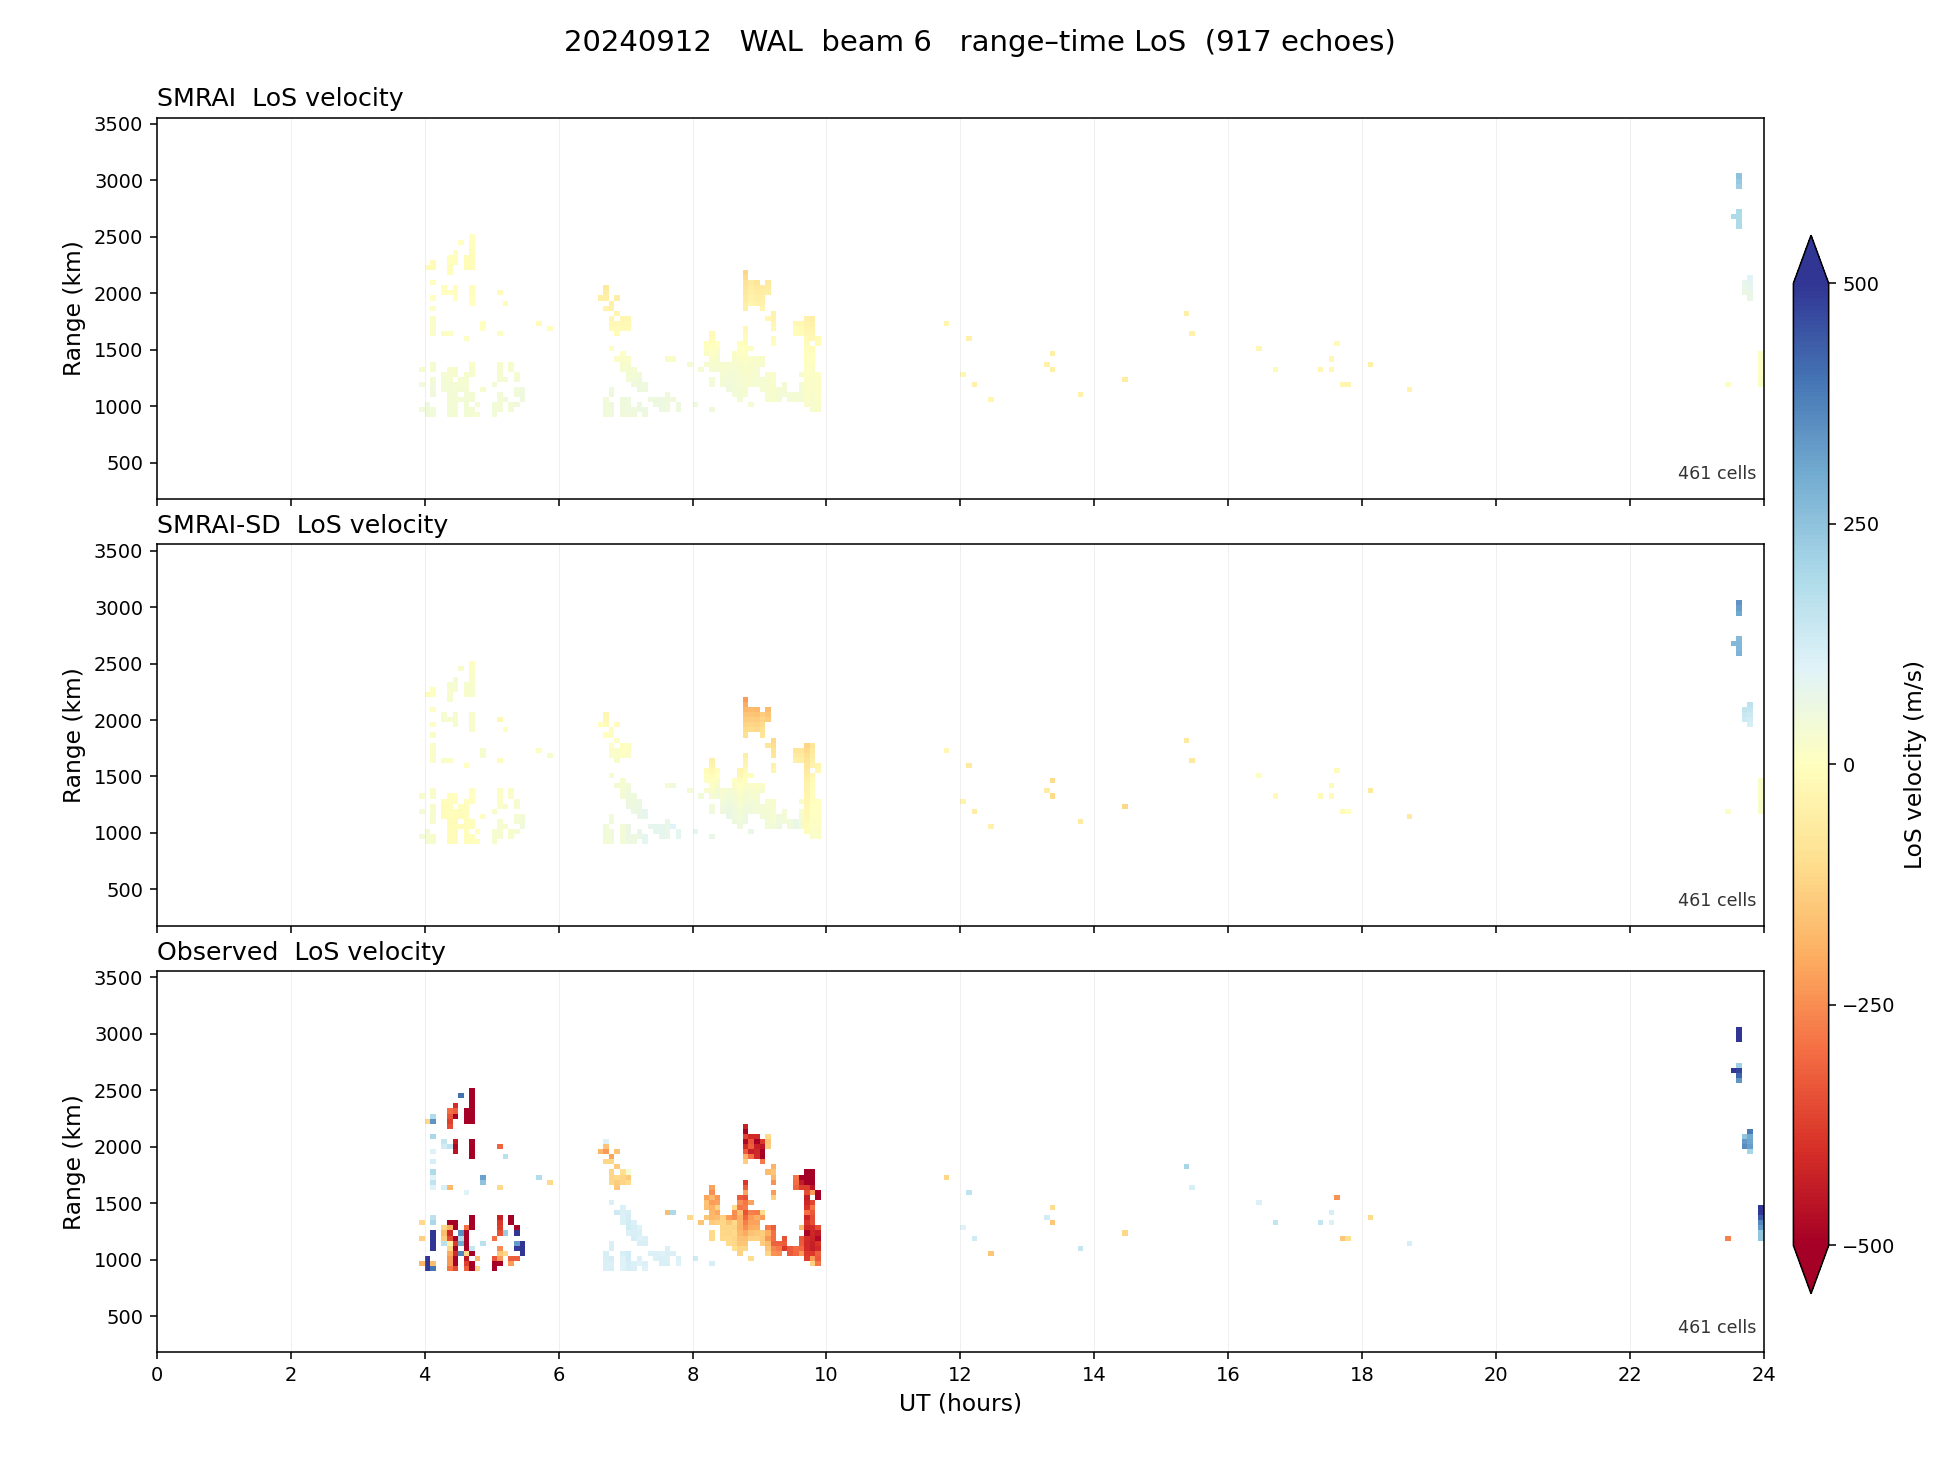 20240912   WAL  beam 6   range–time LoS  (917 echoes)
SMRAI  LoS velocity
3500
3000
2500
2000
1500
1000
500
Range (km)
461 cells
SMRAI-SD  LoS velocity
3500
3000
2500
2000
1500
1000
500
Range (km)
461 cells
Observed  LoS velocity
3500
3000
2500
2000
1500
1000
500
Range (km)
461 cells
0 2 4 6 8 10 12 14 16 18 20 22 24
UT (hours)
500
250
0
−250
−500
LoS velocity (m/s)